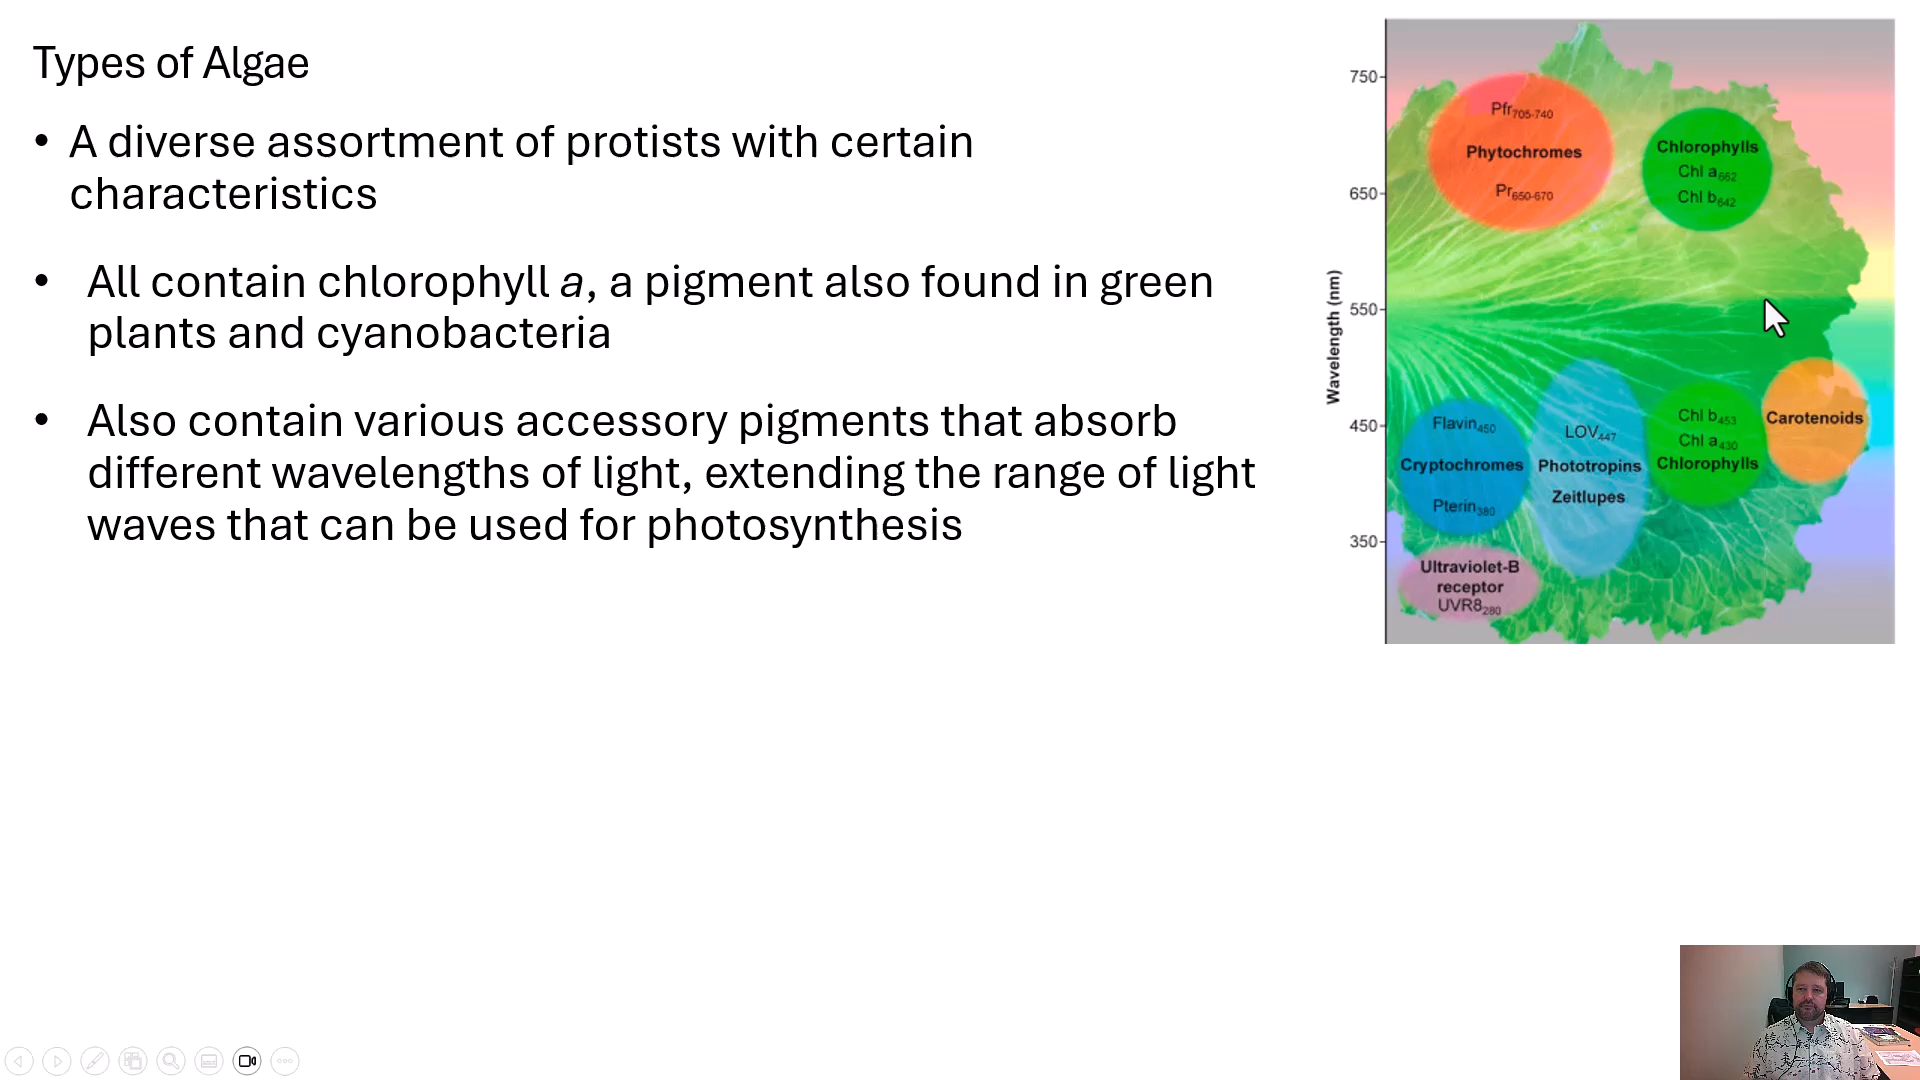 Types of Algae
• A diverse assortment of protists with certain
characteristics
• All contain chlorophyll a, a pigment also found in green
plants and cyanobacteria
• Also contain various accessory pigments that absorb
different wavelengths of light, extending the range of light
waves that can be used for photosynthesis
Wavelength (nm)
750
650
550
450
350
Pfr705-740
Phytochromes
Pr650-670
Chlorophylls
Chl a662
Chl b642
Flavin450
Cryptochromes
Pterin380
LOV447
Phototropins
Zeitlupes
Chl b453
Chl a430
Chlorophylls
Carotenoids
Ultraviolet-B
receptor
UVR8280